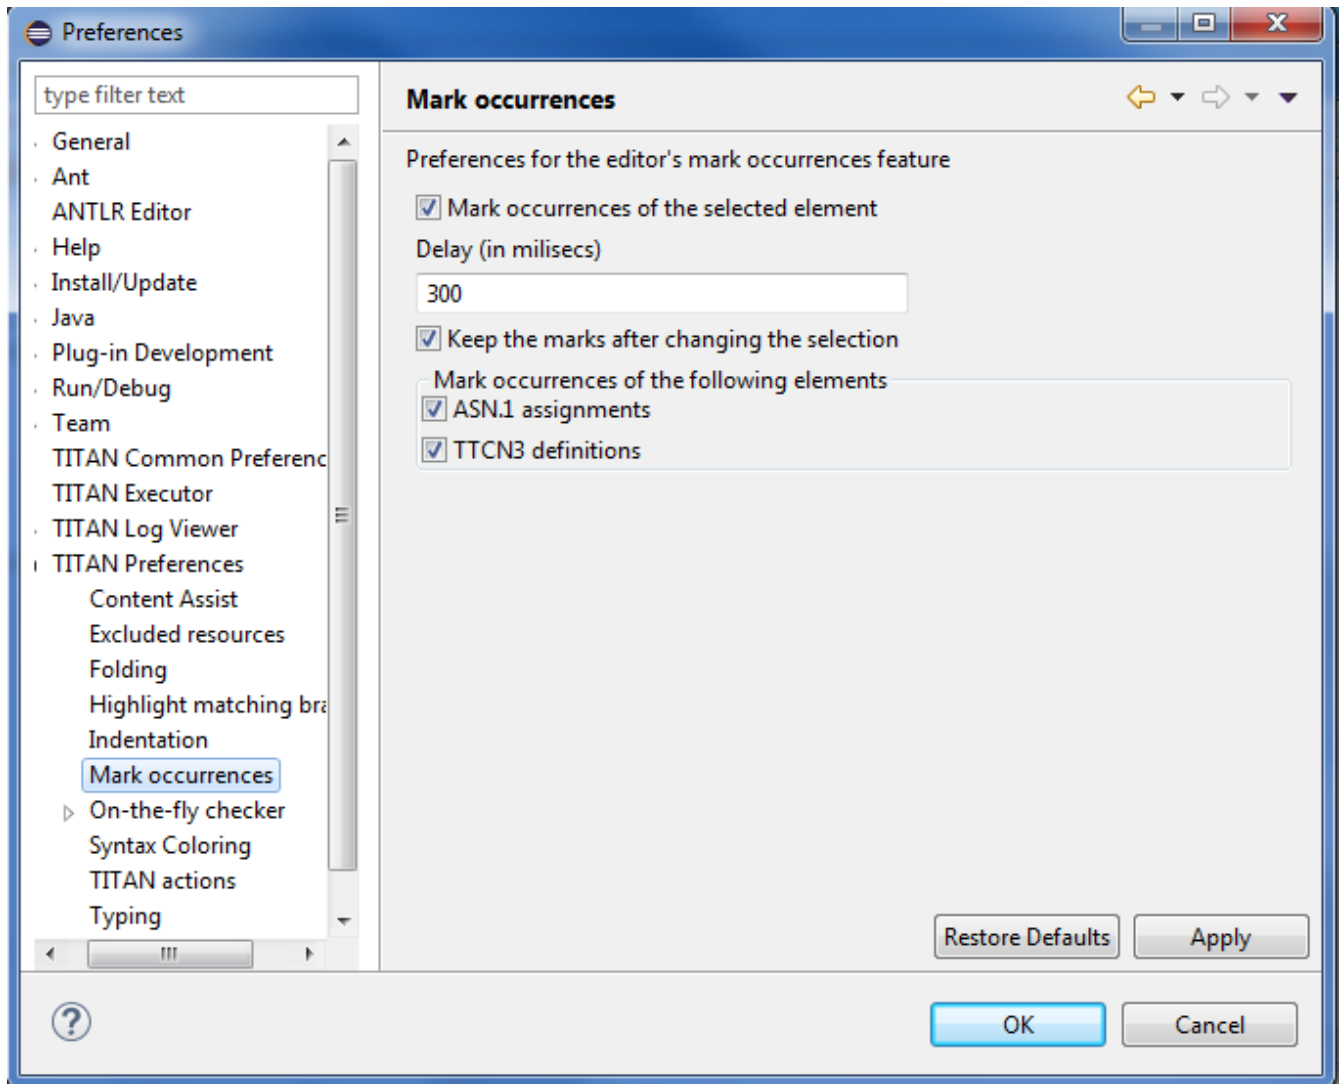 Preferences
type filter text
General
Ant
ANTLR Editor
Help
Install/Update
Java
Plug-in Development
Run/Debug
Team
TITAN Common Preferenc
TITAN Executor
TITAN Log Viewer
TITAN Preferences
Content Assist
Excluded resources
Folding
Highlight matching bra
Indentation
Mark occurrences
On-the-fly checker
Syntax Coloring
TITAN actions
Typing
Mark occurrences
Preferences for the editor's mark occurrences feature
Mark occurrences of the selected element
Delay (in milisecs)
300
Keep the marks after changing the selection
Mark occurrences of the following elements
ASN.1 assignments
TTCN3 definitions
Restore Defaults
Apply
OK
Cancel